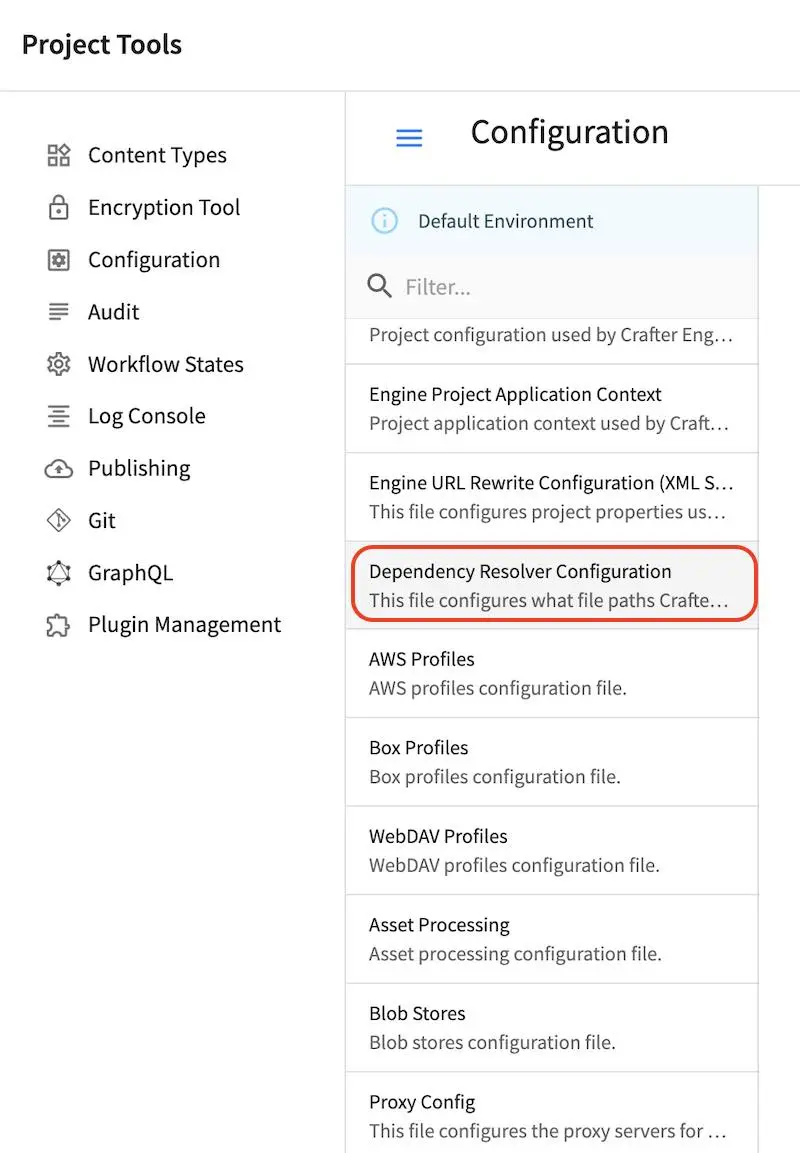 Project Tools
Content Types
Encryption Tool
Configuration
Audit
Workflow States
Log Console
Publishing
Git
GraphQL
Plugin Management
Configuration
Default Environment
Filter...
Project configuration used by Crafter Eng...
Engine Project Application Context
Project application context used by Craft...
Engine URL Rewrite Configuration (XML S...
This file configures project properties us...
Dependency Resolver Configuration
This file configures what file paths Crafte...
AWS Profiles
AWS profiles configuration file.
Box Profiles
Box profiles configuration file.
WebDAV Profiles
WebDAV profiles configuration file.
Asset Processing
Asset processing configuration file.
Blob Stores
Blob stores configuration file.
Proxy Config
This file configures the proxy servers for ...